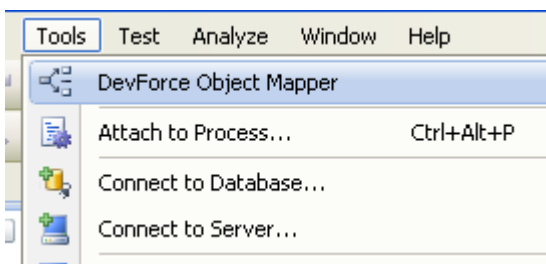 Tools Test Analyze Window Help
DevForce Object Mapper
Attach to Process... Ctrl+Alt+P
Connect to Database...
Connect to Server...